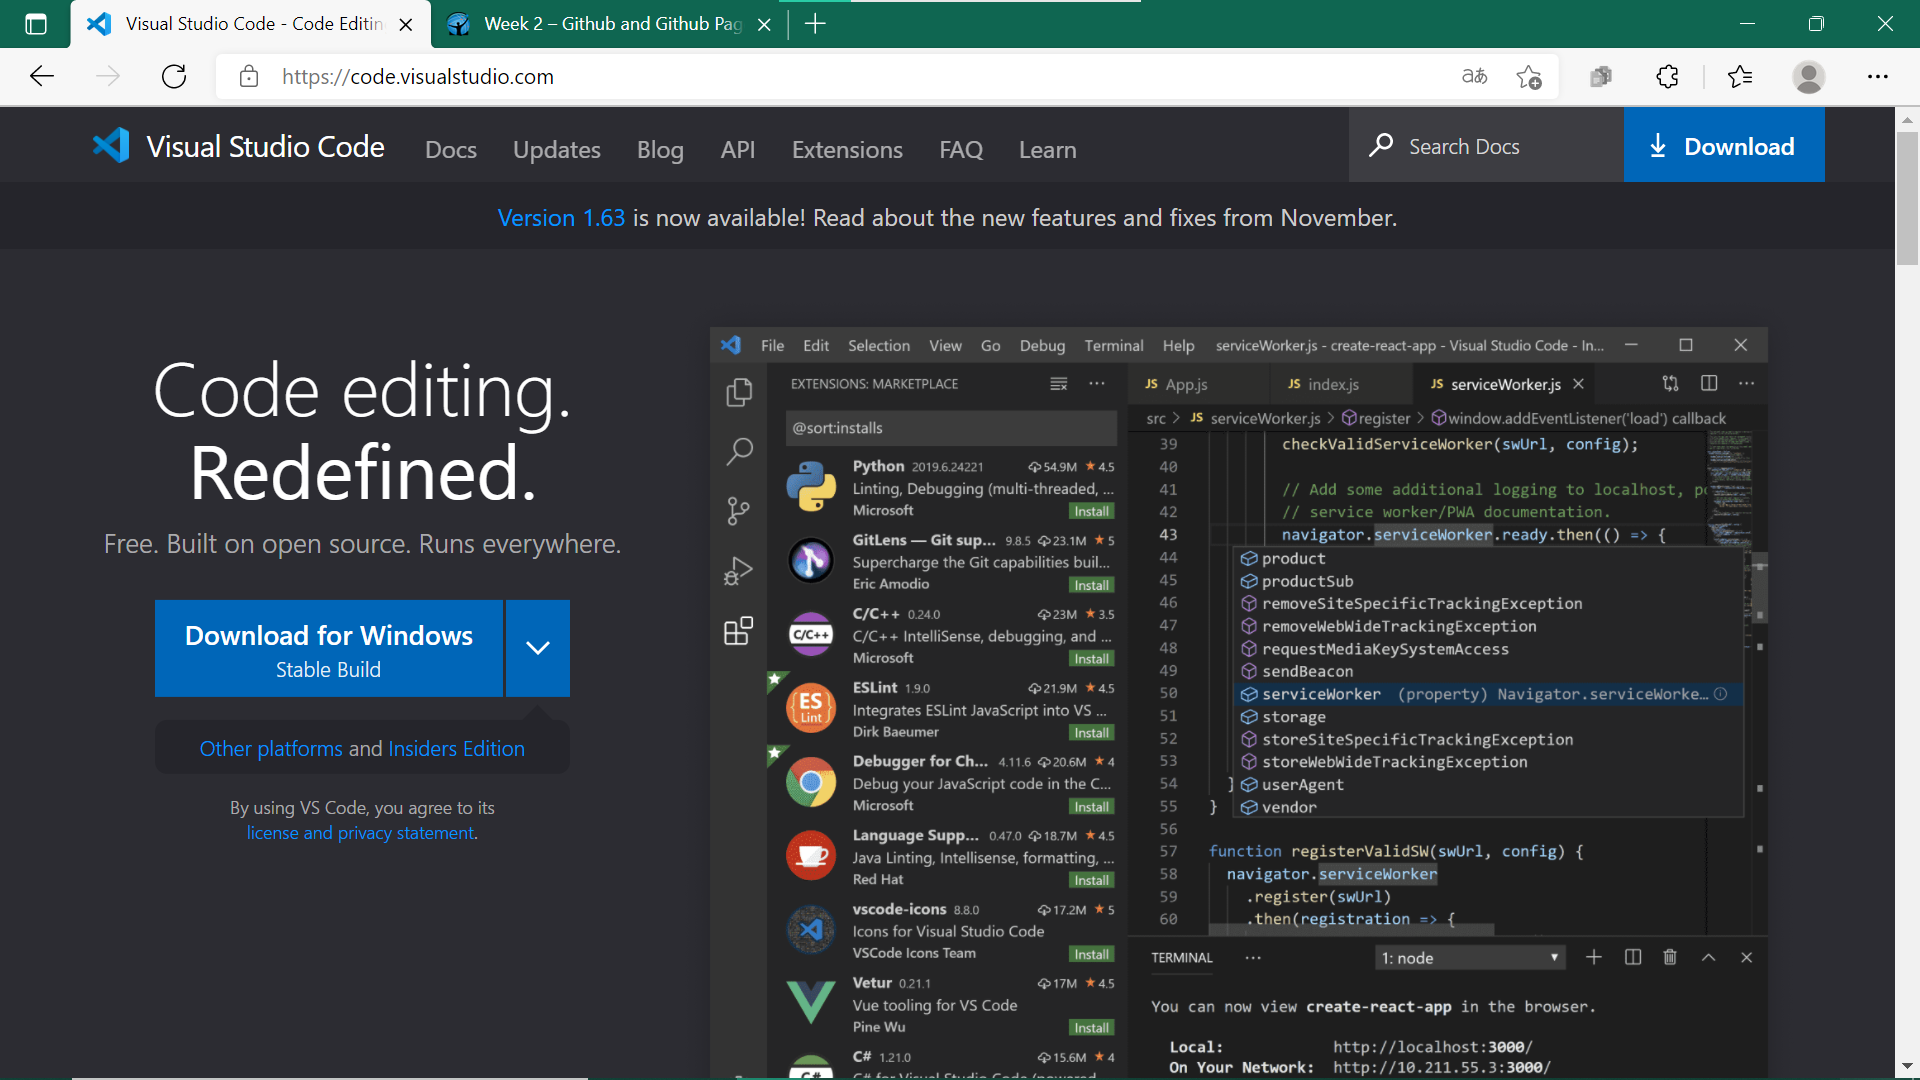 Visual Studio Code - Code Editin
Week 2 – Github and Github Pag
https://code.visualstudio.com
aあ
Visual Studio Code
Docs
Updates
Blog
API
Extensions
FAQ
Learn
Search Docs
Download
Version 1.63 is now available! Read about the new features and fixes from November.
Code editing.
Redefined.
Free. Built on open source. Runs everywhere.
Download for Windows
Stable Build
Other platforms and Insiders Edition
By using VS Code, you agree to its
license and privacy statement.
File Edit Selection View Go Debug Terminal Help serviceWorker.js - create-react-app - Visual Studio Code - In...
EXTENSIONS: MARKETPLACE
@sort:installs
Python 2019.6.24221 54.9M ★ 4.5
Linting, Debugging (multi-threaded, ...
Microsoft Install
GitLens — Git sup... 9.8.5 23.1M ★ 5
Supercharge the Git capabilities buil...
Eric Amodio Install
C/C++ 0.24.0 23M ★ 3.5
C/C++
C/C++ IntelliSense, debugging, and ...
Microsoft Install
ESLint 1.9.0 21.9M ★ 4.5
ES
Lint
Integrates ESLint JavaScript into VS ...
Dirk Baeumer Install
Debugger for Ch... 4.11.6 20.6M ★ 4
Debug your JavaScript code in the C...
Microsoft Install
Language Supp... 0.47.0 18.7M ★ 4.5
Java Linting, Intellisense, formatting, ...
Red Hat Install
vscode-icons 8.8.0 17.2M ★ 5
Icons for Visual Studio Code
VSCode Icons Team Install
Vetur 0.21.1 17M ★ 4.5
Vue tooling for VS Code
Pine Wu Install
C# 1.21.0 15.6M ★ 4
JS App.js
JS index.js
JS serviceWorker.js
src > JS serviceWorker.js > register > window.addEventListener('load') callback
39 checkValidServiceWorker(swUrl, config);
40
41 // Add some additional logging to localhost, po
42 // service worker/PWA documentation.
43 navigator.serviceWorker.ready.then(() => {
44 product
45 productSub
46 removeSiteSpecificTrackingException
47 removeWebWideTrackingException
48 requestMediaKeySystemAccess
49 sendBeacon
50 serviceWorker (property) Navigator.serviceWorke...
51 storage
52 storeSiteSpecificTrackingException
53 storeWebWideTrackingException
54 } userAgent
55 } vendor
56
57 function registerValidSW(swUrl, config) {
58 navigator.serviceWorker
59 .register(swUrl)
60 .then(registration => {
TERMINAL
1: node
You can now view create-react-app in the browser.
Local: http://localhost:3000/
On Your Network: http://10.211.55.3:3000/